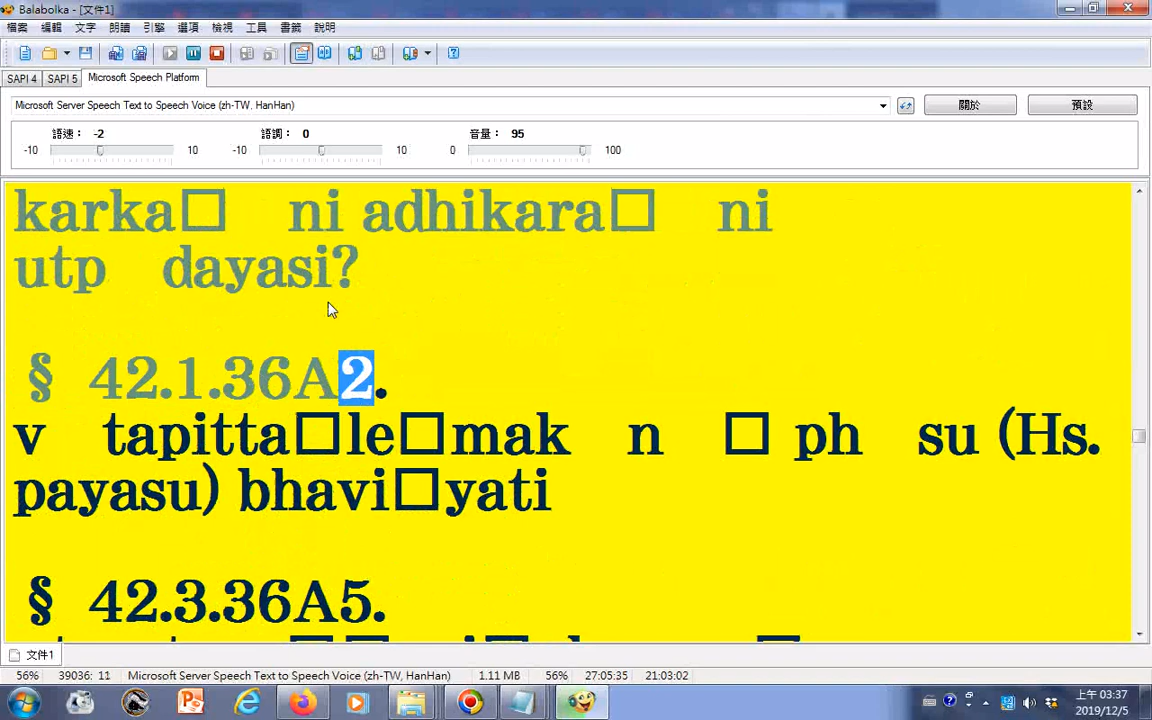 Balabolka - [文件1]
檔案 編輯 文字 朗讀 引擎 選項 檢視 工具 書籤 說明
SAPI 4 SAPI 5 Microsoft Speech Platform
Microsoft Server Speech Text to Speech Voice (zh-TW, HanHan) 關於 預設
語速： -2 語調： 0 音量： 95
-10 10 -10 10 0 100
karka□ ni adhikara□ ni
utp dayasi?
§ 42.1.36A2.
v tapitta□le□mak n □ ph su (Hs.
payasu) bhavi□yati
§ 42.3.36A5.
文件1
56% 39036: 11 Microsoft Server Speech Text to Speech Voice (zh-TW, HanHan) 1.11 MB 56% 27:05:35 21:03:02
上午 03:37
2019/12/5